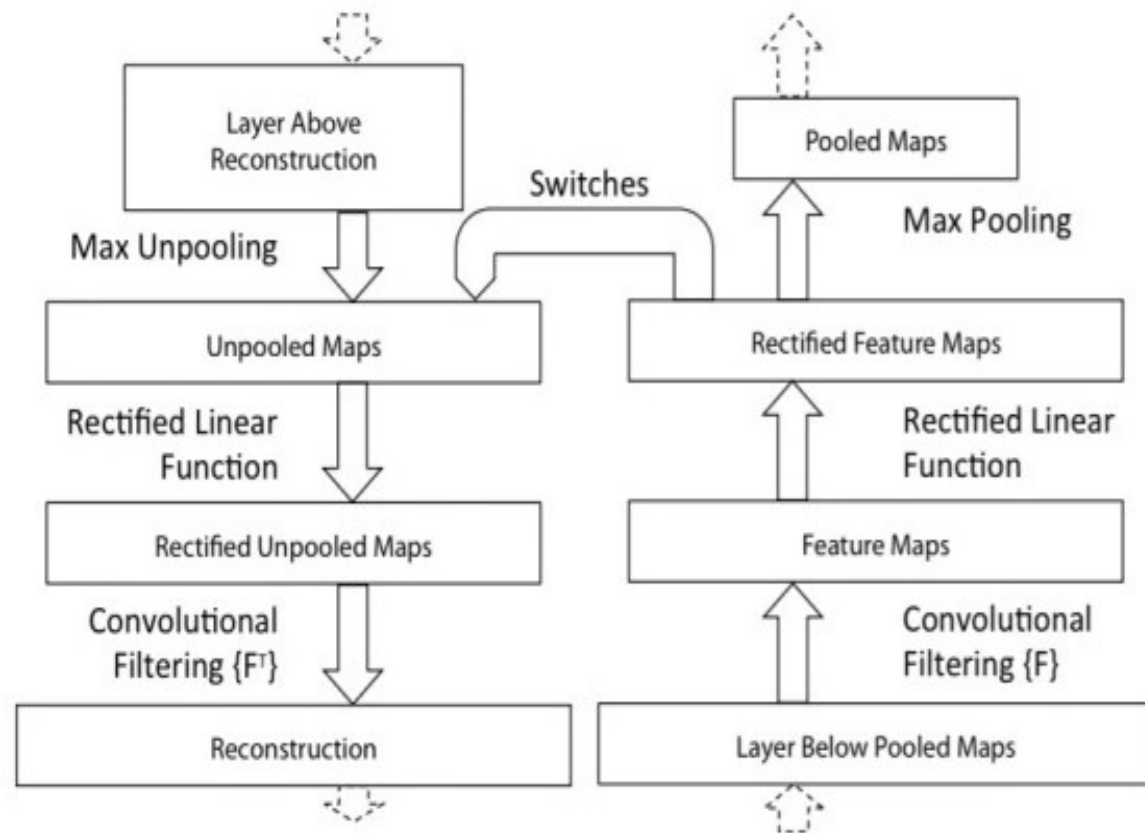 Layer Above
Reconstruction
Max Unpooling
Unpooled Maps
Rectified Linear
Function
Rectified Unpooled Maps
Convolutional
Filtering {Fᵀ}
Reconstruction
Switches
Pooled Maps
Max Pooling
Rectified Feature Maps
Rectified Linear
Function
Feature Maps
Convolutional
Filtering {F}
Layer Below Pooled Maps